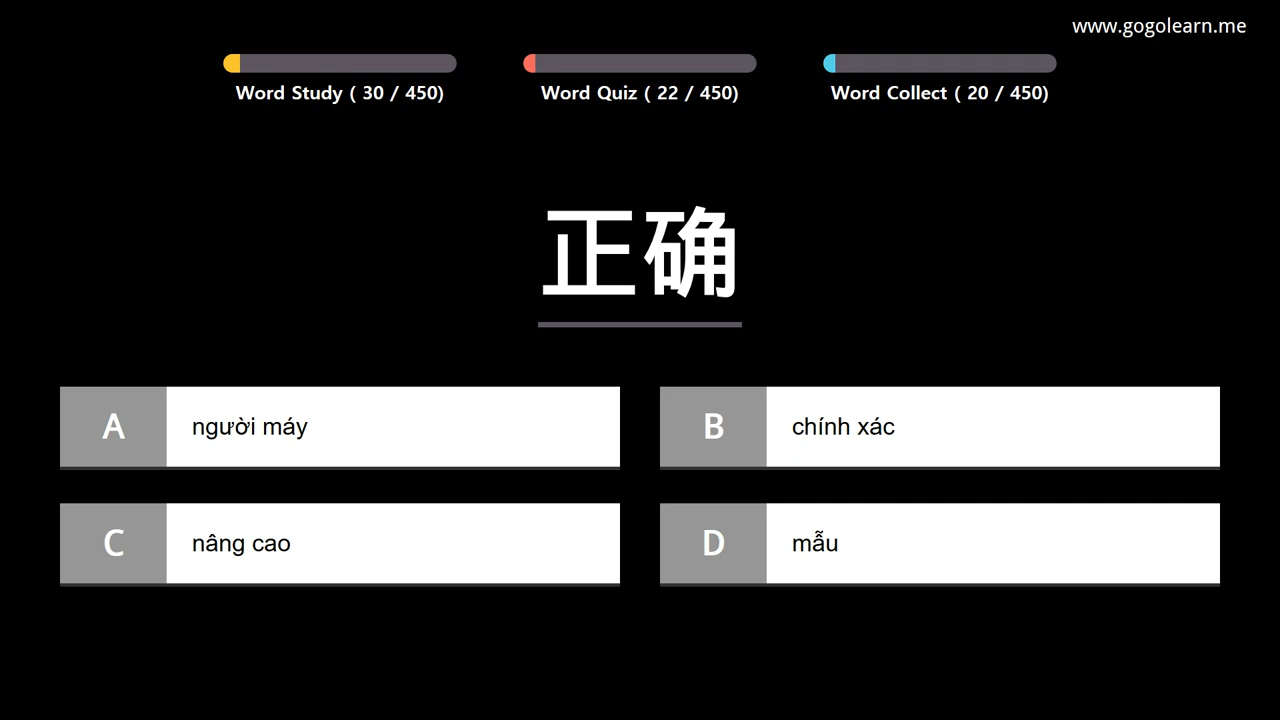 www.gogolearn.me
Word Study ( 30 / 450)
Word Quiz ( 22 / 450)
Word Collect ( 20 / 450)
正确
A
người máy
B
chính xác
C
nâng cao
D
mẫu